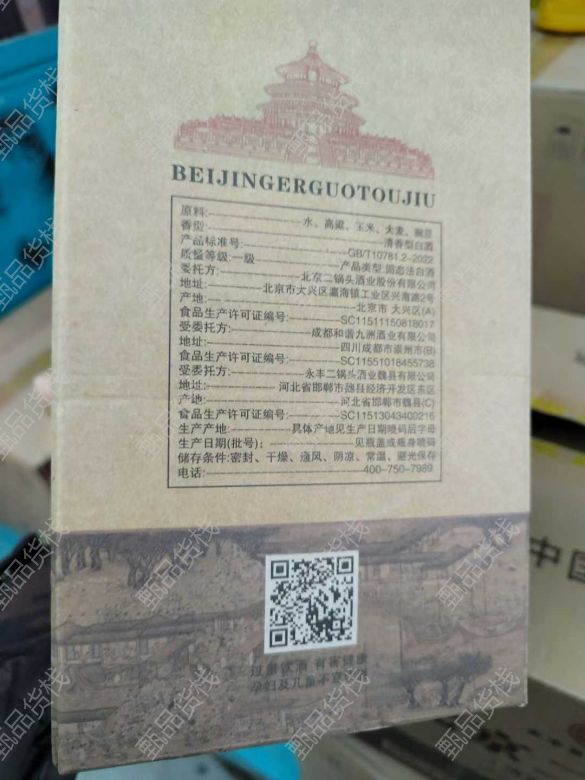 BEIJINGERGUOTOUJIU
原料:水、高粱、玉米、大麦、豌豆
香型:清香型白酒
产品标准号:GB/T10781.2-2022
质量等级:一级 产品类型:固态法白酒
委托方:北京二锅头酒业股份有限公司
地址:北京市大兴区瀛海镇工业区兴海路2号
产地:北京市 大兴区(A)
食品生产许可证编号:SC11511150818017
受委托方:成都和谐九洲酒业有限公司
地址:四川成都市崇州市(B)
食品生产许可证编号:SC11551018455738
受委托方:永丰二锅头酒业魏县有限公司
地址:河北省邯郸市魏县经济开发区东区
产地:河北省邯郸市魏县(C)
食品生产许可证编号:SC11513043400216
生产产地:具体产地见生产日期喷码后字母
生产日期(批号):见瓶盖或瓶身喷码
储存条件:密封、干燥、通风、阴凉、常温、避光保存
电话:400-750-7989
过量饮酒 有害健康
孕妇及儿童不宜饮酒
中国
甄品货栈